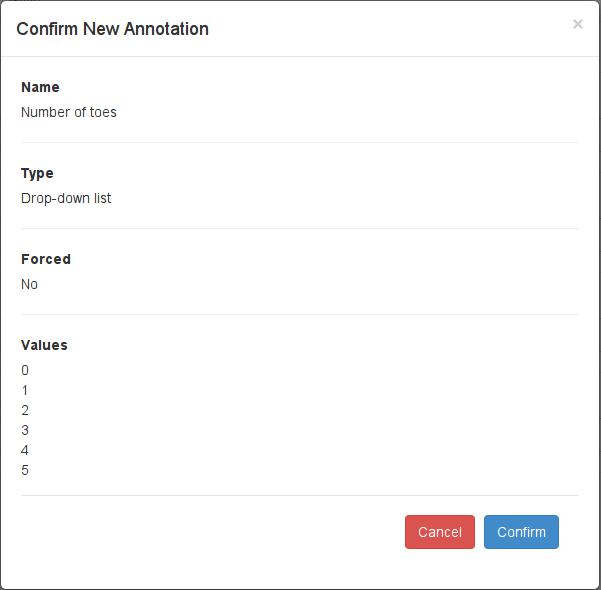 Confirm New Annotation
×
Name
Number of toes
Type
Drop-down list
Forced
No
Values
0
1
2
3
4
5
Cancel Confirm